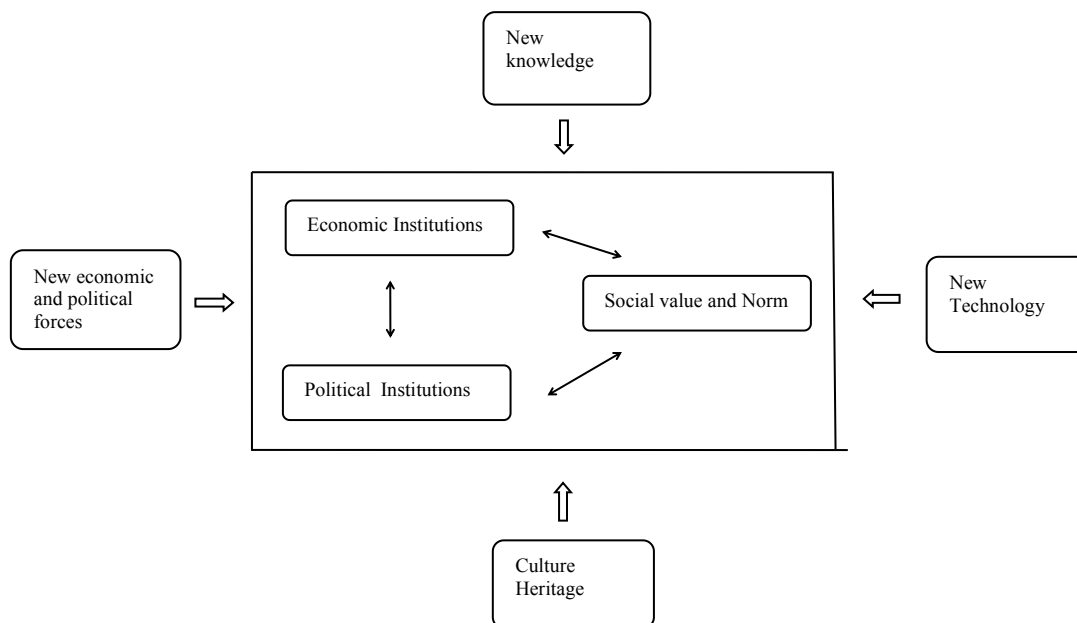 New
knowledge
Economic Institutions
New economic
and political
forces
Social value and Norm
New
Technology
Political  Institutions
Culture
Heritage